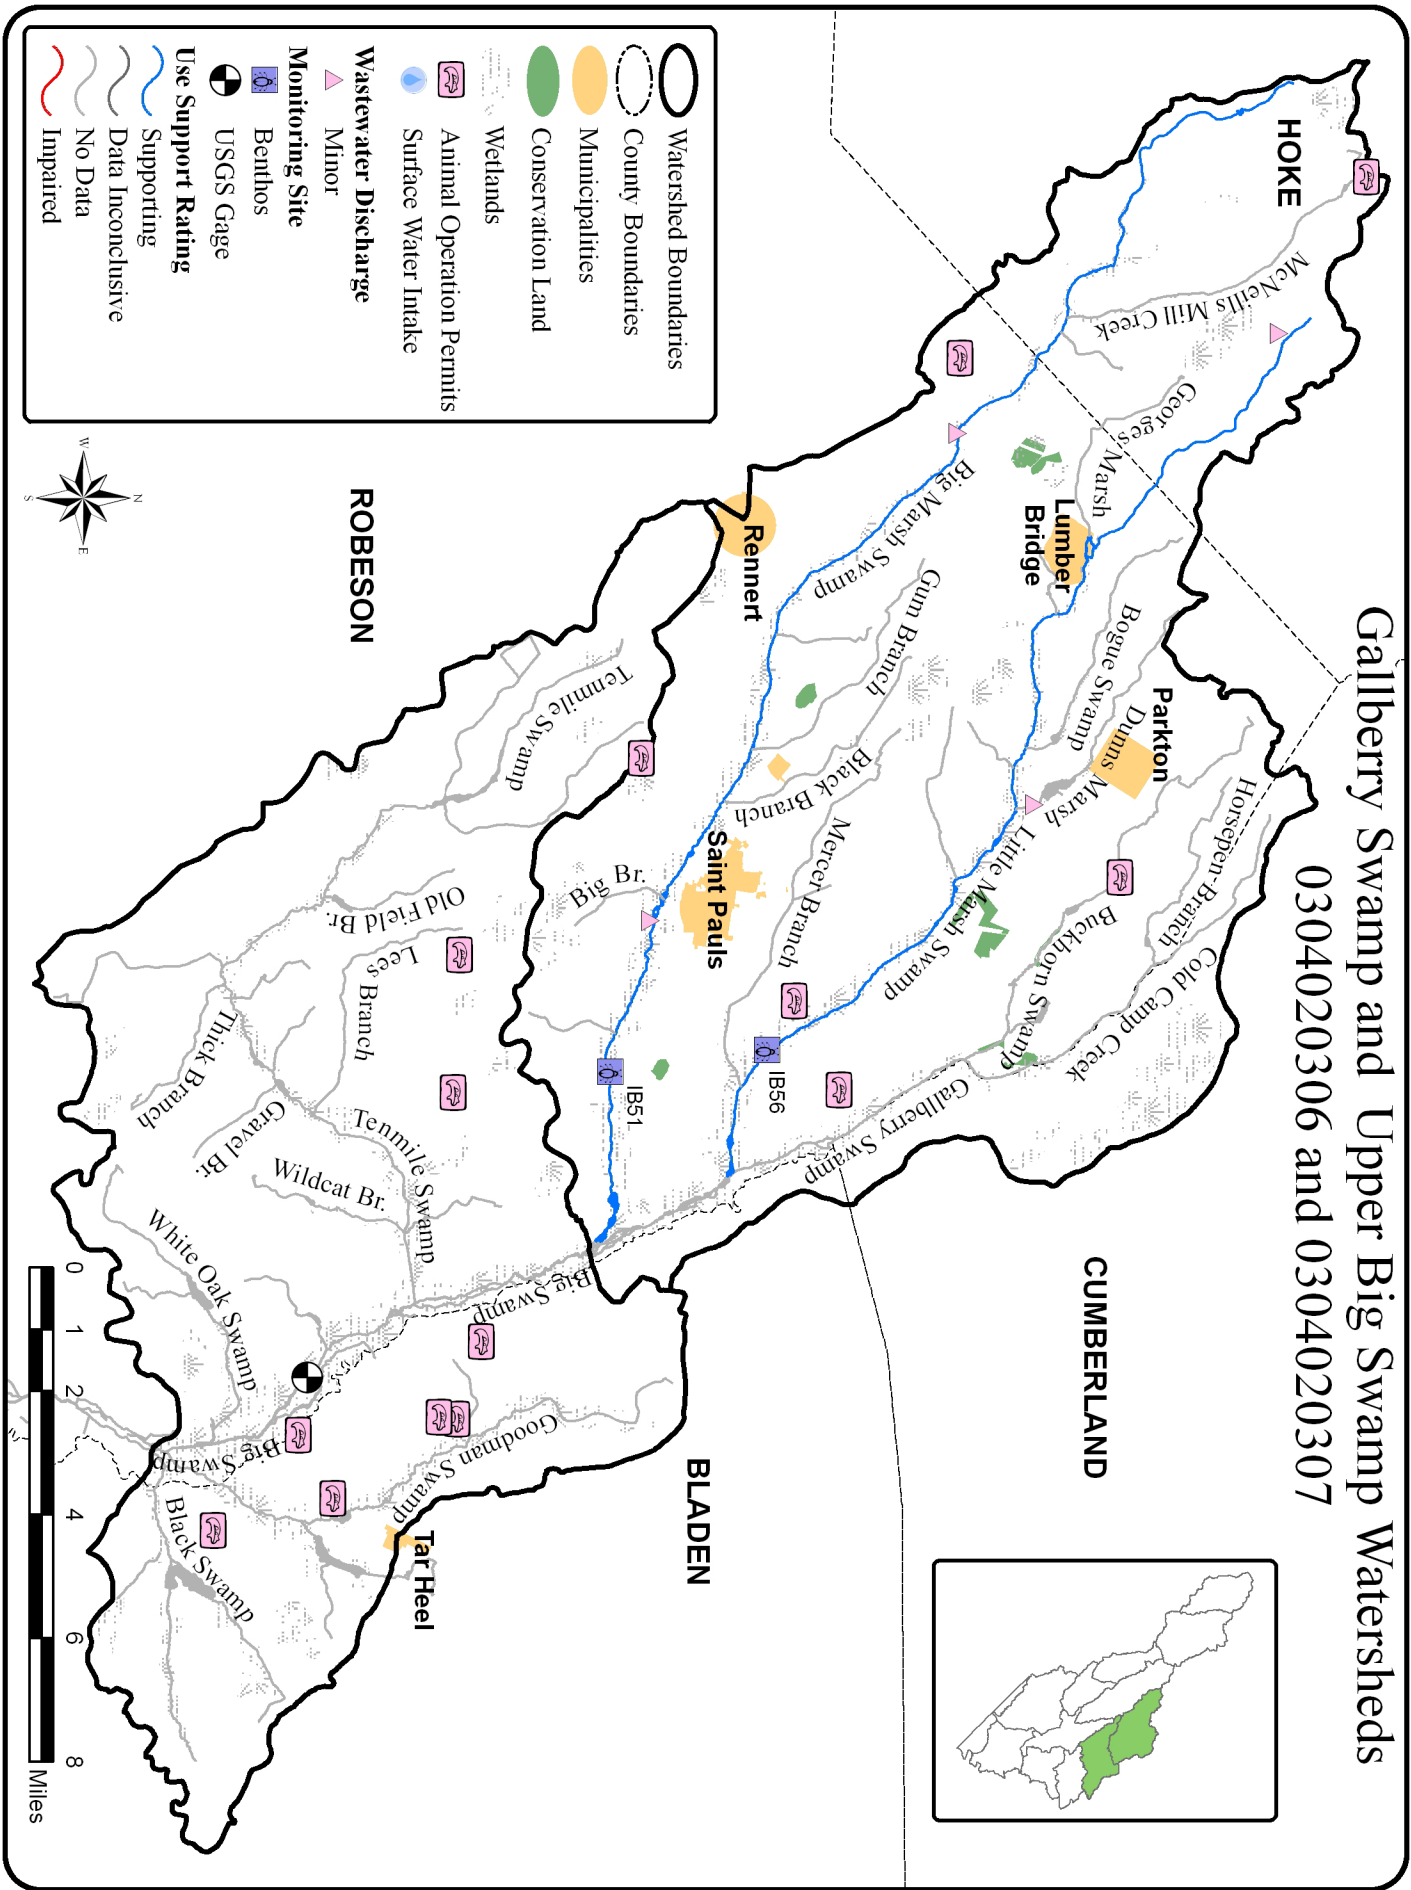 Gallberry Swamp and Upper Big Swamp Watersheds
0304020306 and 0304020307
HOKE
McNeills Mill Creek
Georges Marsh
Lumber
Bridge
Big Marsh Swamp
Gum Branch
Bogue Swamp
Dunns Marsh
Parkton
Horsepen Branch
Cold Camp Creek
Buckhorn Swamp
Little Marsh Swamp
Black Branch
Mercer Branch
Rennert
Saint Pauls
Big Br.
IB56
IB51
Gallberry Swamp
CUMBERLAND
ROBESON
Tenmile Swamp
Old Field Br.
Lees Branch
Thick Branch
Gravel Br.
Wildcat Br.
Tenmile Swamp
White Oak Swamp
Big Swamp
Big Swamp
Goodman Swamp
BLADEN
Tar Heel
Black Swamp
Watershed Boundaries
County Boundaries
Municipalities
Conservation Land
Wetlands
Animal Operation Permits
Surface Water Intake
Wastewater Discharge
Minor
Monitoring Site
Benthos
USGS Gage
Use Support Rating
Supporting
Data Inconclusive
No Data
Impaired
N
W
E
S
0 1 2 4 6 8
Miles